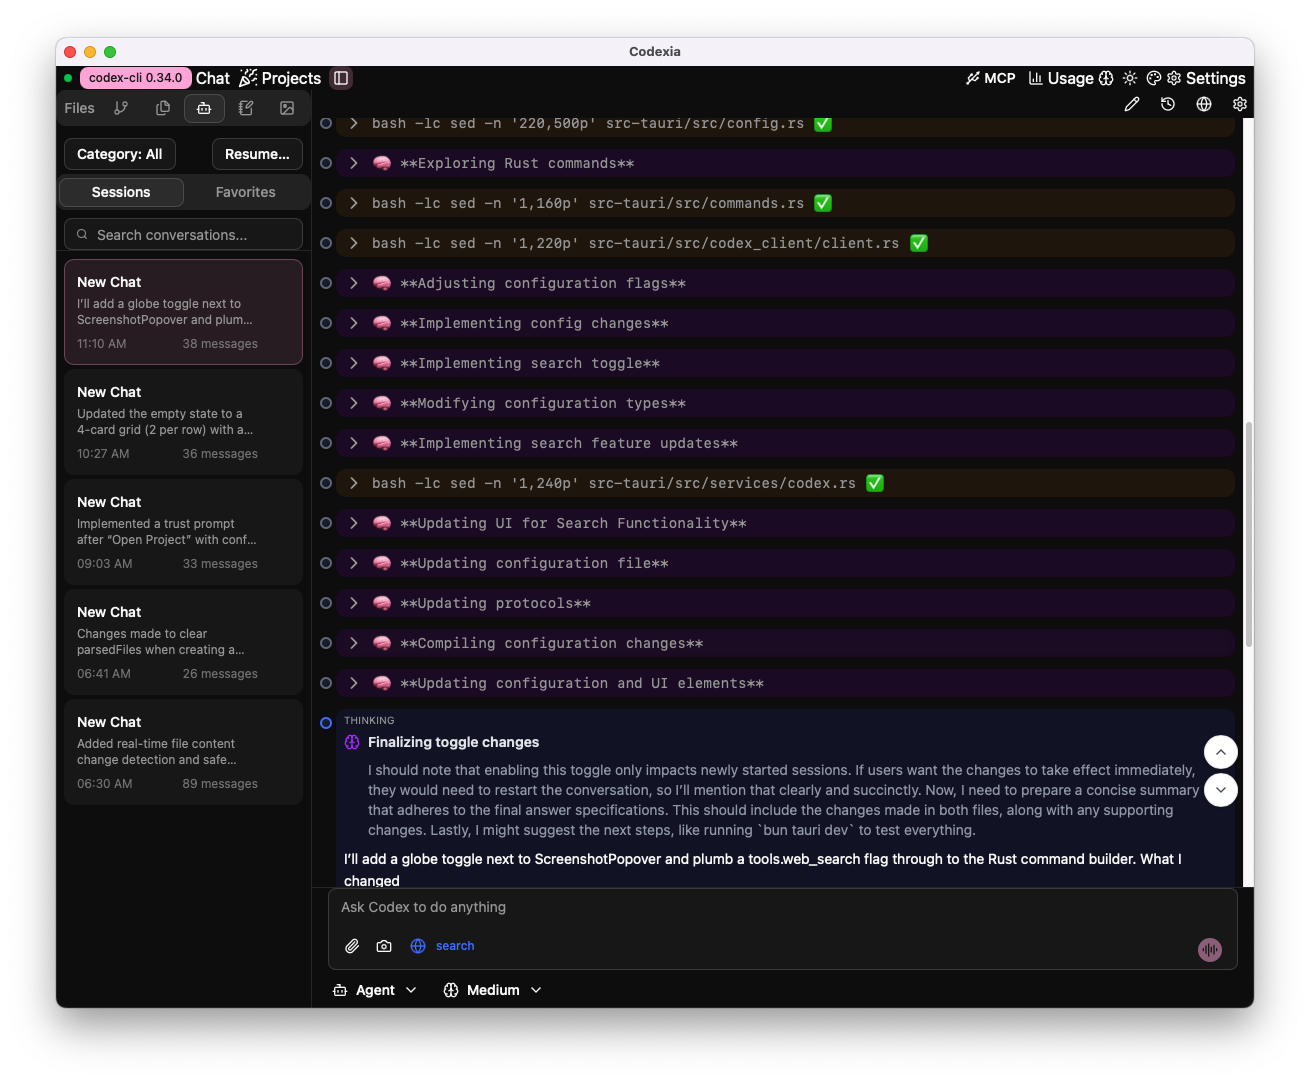 Codexia
codex-cli 0.34.0 Chat Projects MCP Usage Settings
Files
Category: All Resume...
Sessions Favorites
Search conversations...
New Chat
I’ll add a globe toggle next to
ScreenshotPopover and plum...
11:10 AM 38 messages
New Chat
Updated the empty state to a
4-card grid (2 per row) with a...
10:27 AM 36 messages
New Chat
Implemented a trust prompt
after “Open Project” with conf...
09:03 AM 33 messages
New Chat
Changes made to clear
parsedFiles when creating a...
06:41 AM 26 messages
New Chat
Added real-time file content
change detection and safe...
06:30 AM 89 messages
bash -lc sed -n '220,500p' src-tauri/src/config.rs ✅
🧠 **Exploring Rust commands**
bash -lc sed -n '1,160p' src-tauri/src/commands.rs ✅
bash -lc sed -n '1,220p' src-tauri/src/codex_client/client.rs ✅
🧠 **Adjusting configuration flags**
🧠 **Implementing config changes**
🧠 **Implementing search toggle**
🧠 **Modifying configuration types**
🧠 **Implementing search feature updates**
bash -lc sed -n '1,240p' src-tauri/src/services/codex.rs ✅
🧠 **Updating UI for Search Functionality**
🧠 **Updating configuration file**
🧠 **Updating protocols**
🧠 **Compiling configuration changes**
🧠 **Updating configuration and UI elements**
THINKING
Finalizing toggle changes
I should note that enabling this toggle only impacts newly started sessions. If users want the changes to take effect immediately,
they would need to restart the conversation, so I’ll mention that clearly and succinctly. Now, I need to prepare a concise summary
that adheres to the final answer specifications. This should include the changes made in both files, along with any supporting
changes. Lastly, I might suggest the next steps, like running `bun tauri dev` to test everything.
I’ll add a globe toggle next to ScreenshotPopover and plumb a tools.web_search flag through to the Rust command builder. What I
changed
Ask Codex to do anything
search
Agent Medium